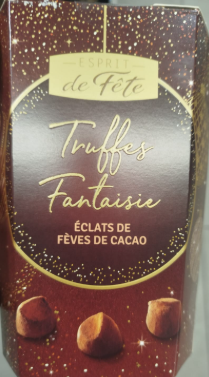 ESPRIT
de Fête
Truffes
Fantaisie
ÉCLATS DE
FÈVES DE CACAO